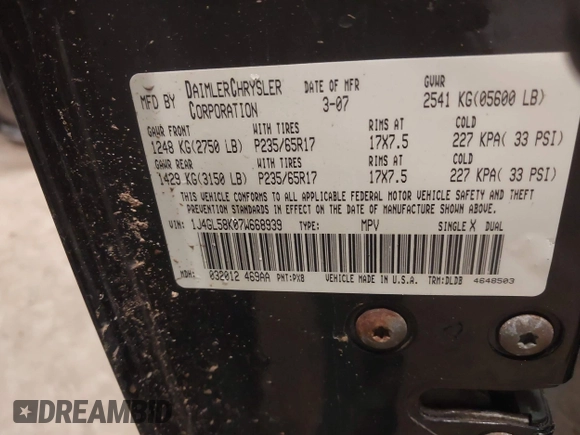 MFD BY DAIMLERCHRYSLER CORPORATION
DATE OF MFR 3-07
GVWR 2541 KG(05600 LB)
GAWR FRONT WITH TIRES RIMS AT COLD
1248 KG(2750 LB) P235/65R17 17X7.5 227 KPA( 33 PSI)
GAWR REAR WITH TIRES RIMS AT COLD
1429 KG(3150 LB) P235/65R17 17X7.5 227 KPA( 33 PSI)
THIS VEHICLE CONFORMS TO ALL APPLICABLE FEDERAL MOTOR VEHICLE SAFETY AND THEFT
PREVENTION STANDARDS IN EFFECT ON THE DATE OF MANUFACTURE SHOWN ABOVE.
VIN: 1J4GL58K07W668939 TYPE: MPV SINGLE X DUAL
MDH: 032012 469AA PNT:PX8 VEHICLE MADE IN U.S.A. TRM:DLDB 4648503
DREAMBID